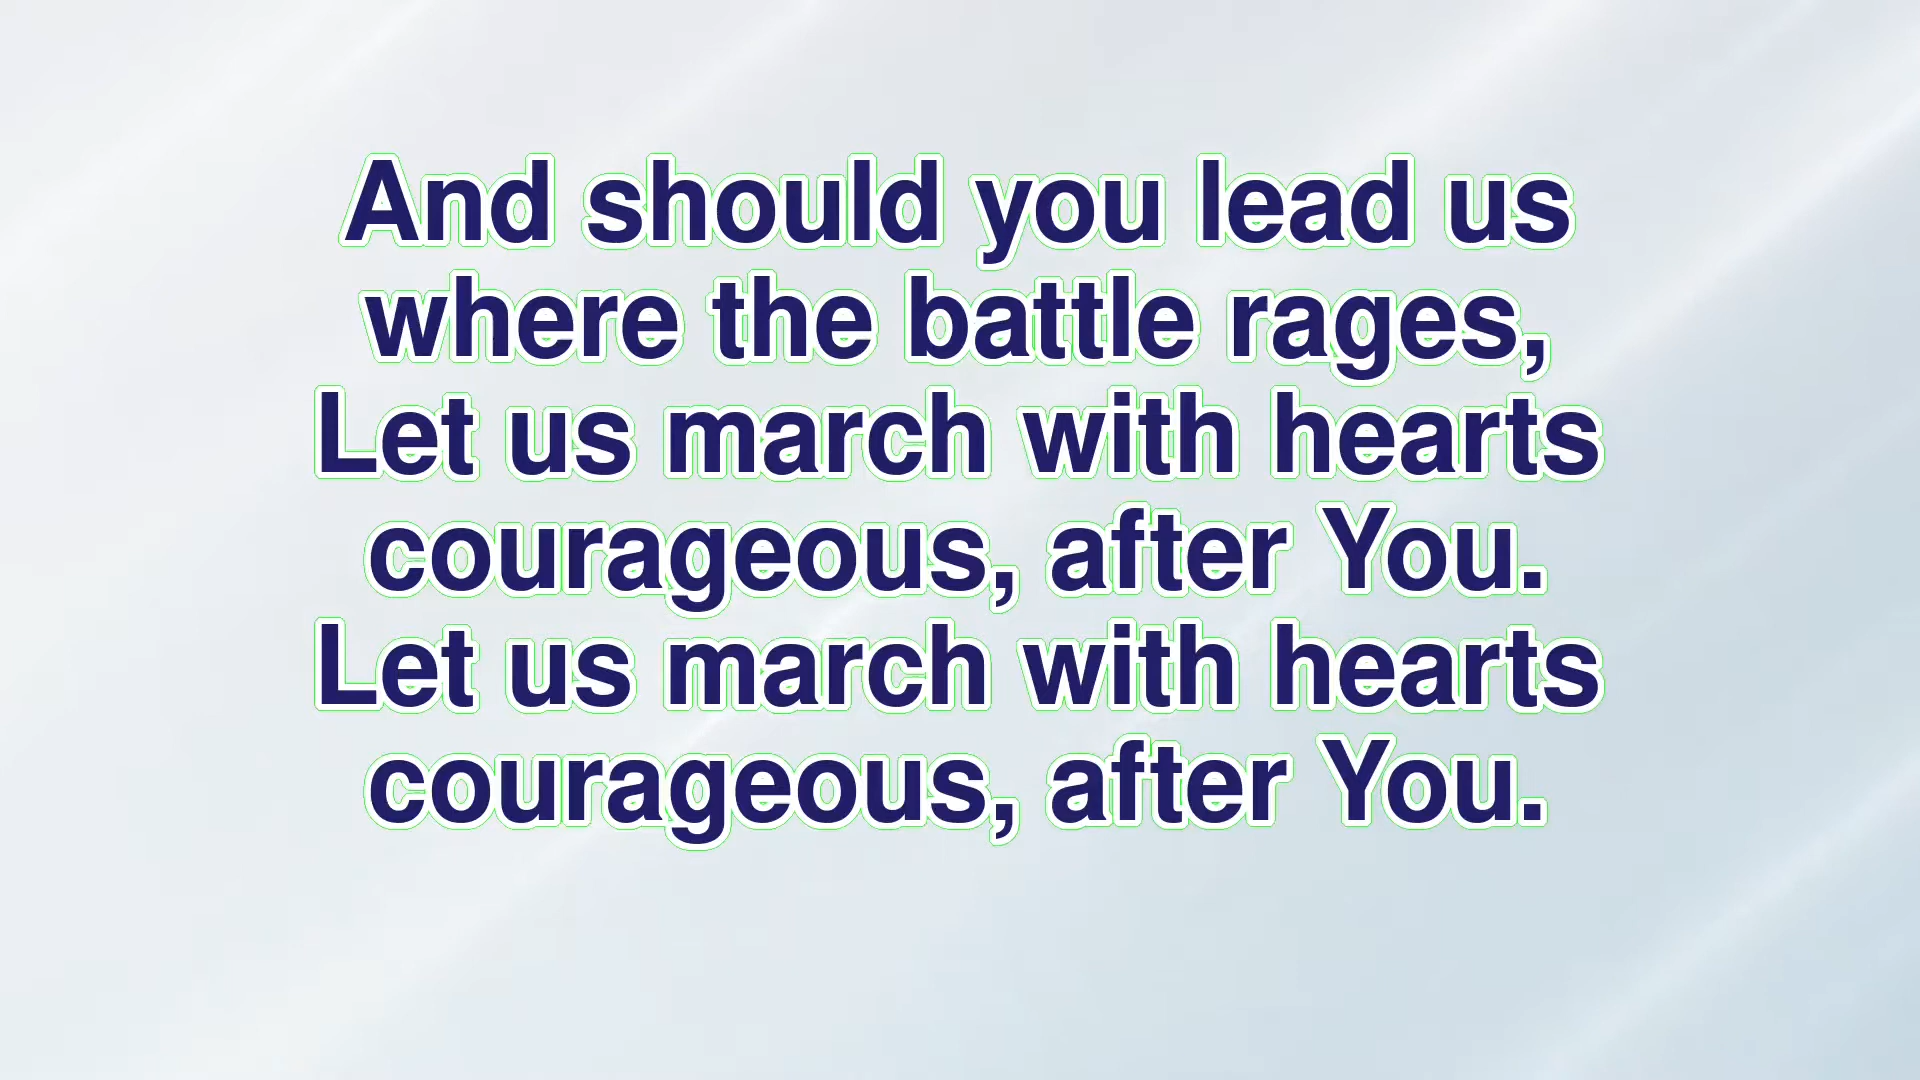 And should you lead us
where the battle rages,
Let us march with hearts
courageous, after You.
Let us march with hearts
courageous, after You.